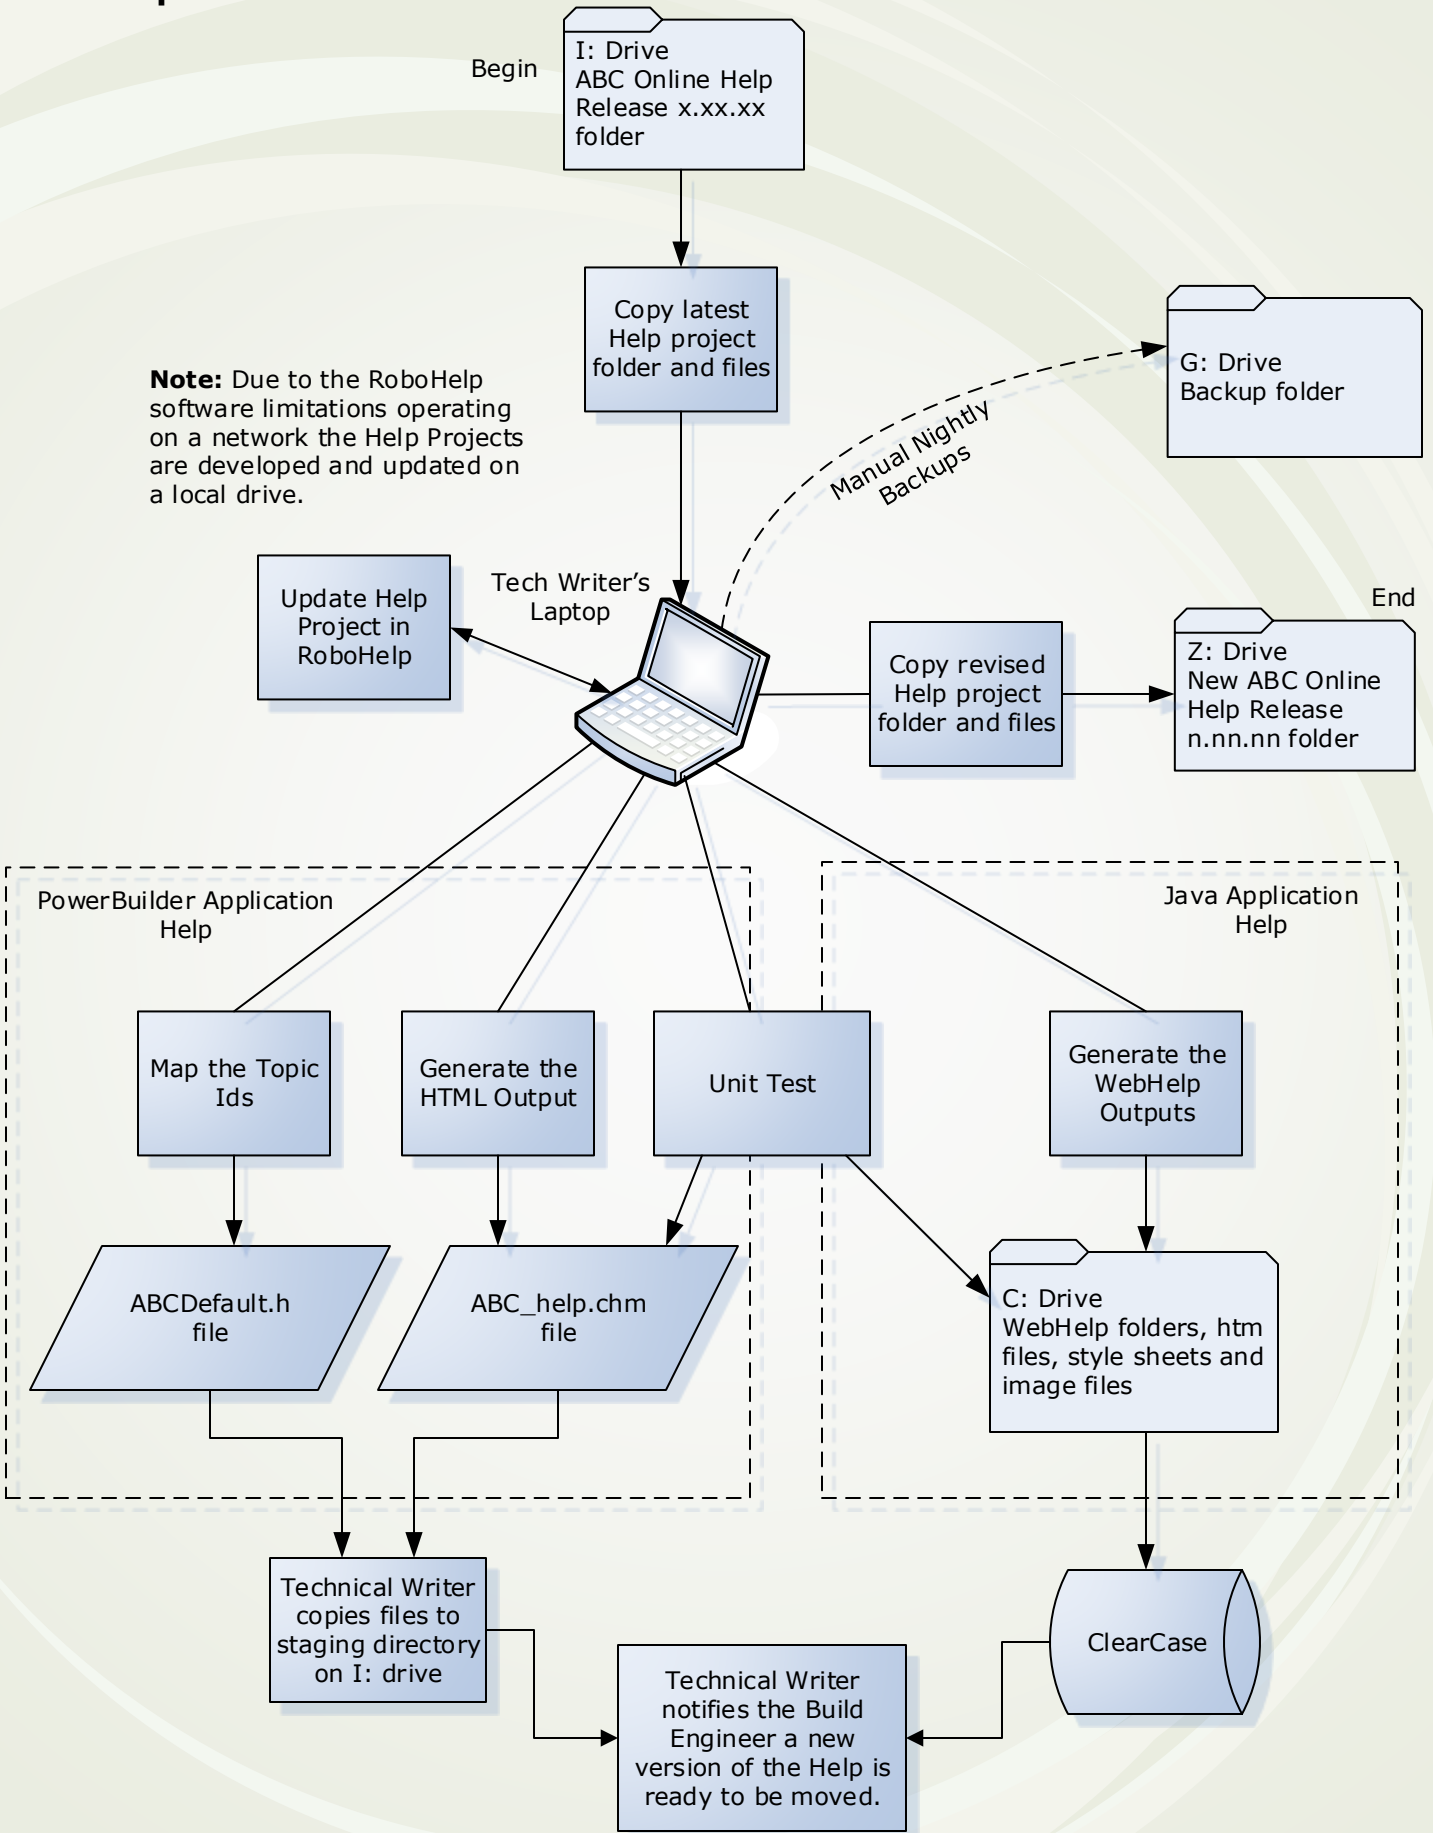 Begin
I: Drive
ABC Online Help
Release x.xx.xx
folder
Copy latest
Help project
folder and files
G: Drive
Backup folder
Note: Due to the RoboHelp
software limitations operating
on a network the Help Projects
are developed and updated on
a local drive.
Manual Nightly
Backups
Update Help
Project in
RoboHelp
Tech Writer’s
Laptop
Copy revised
Help project
folder and files
End
Z: Drive
New ABC Online
Help Release
n.nn.nn folder
PowerBuilder Application
Help
Java Application
Help
Map the Topic
Ids
Generate the
HTML Output
Unit Test
Generate the
WebHelp
Outputs
ABCDefault.h
file
ABC_help.chm
file
C: Drive
WebHelp folders, htm
files, style sheets and
image files
Technical Writer
copies files to
staging directory
on I: drive
Technical Writer
notifies the Build
Engineer a new
version of the Help is
ready to be moved.
ClearCase